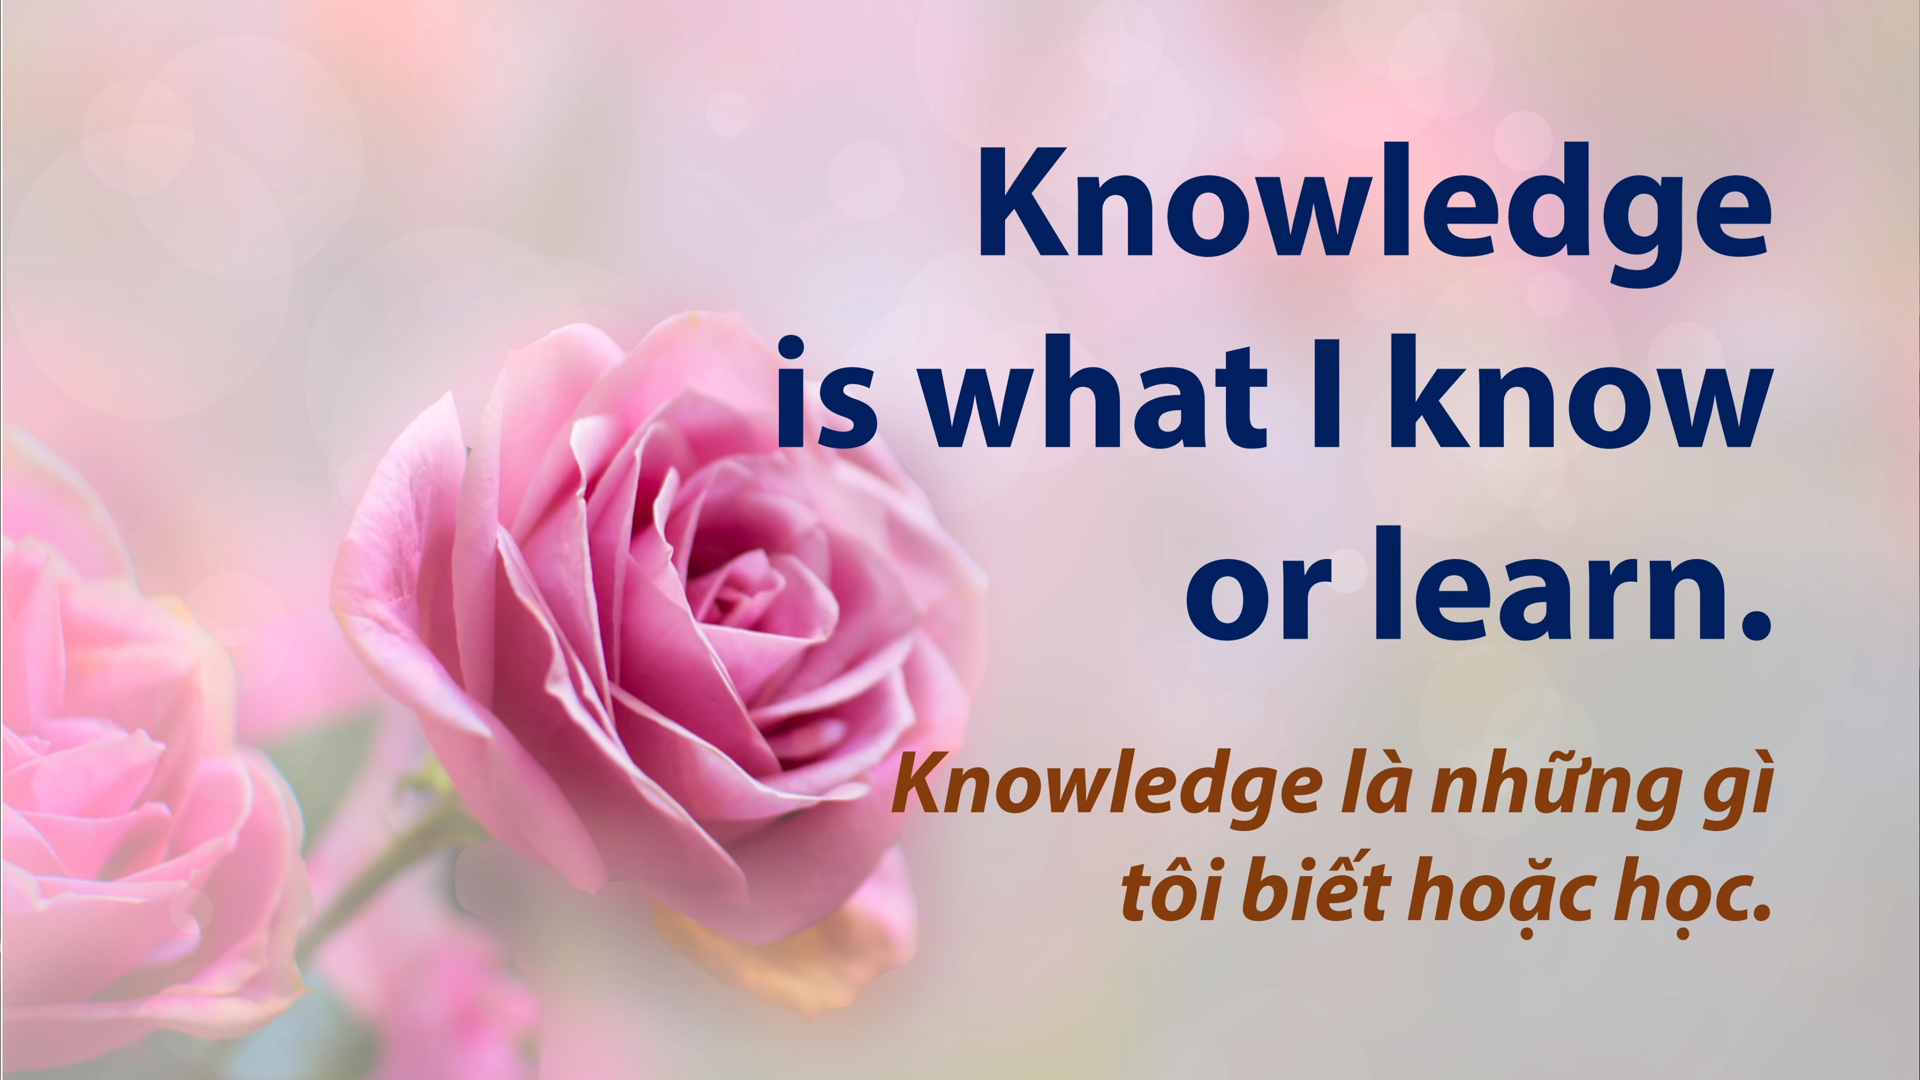 Knowledge
is what I know
or learn.
Knowledge là những gì
tôi biết hoặc học.